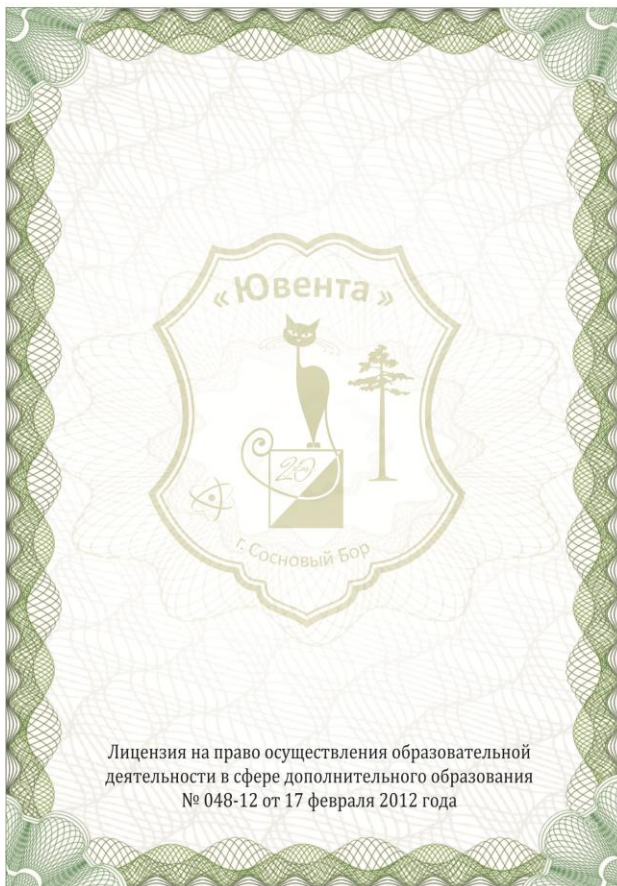 « Ювента »
20
г. Сосновый Бор
Лицензия на право осуществления образовательной
деятельности в сфере дополнительного образования
№ 048-12 от 17 февраля 2012 года